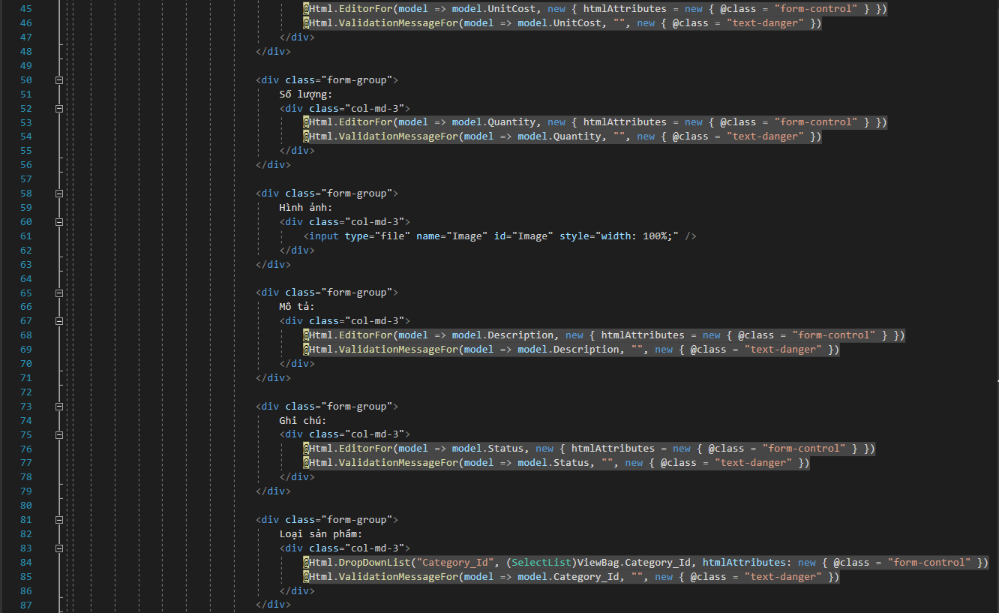 45 @Html.EditorFor(model => model.UnitCost, new { htmlAttributes = new { @class = "form-control" } })
46 @Html.ValidationMessageFor(model => model.UnitCost, "", new { @class = "text-danger" })
47 </div>
48 </div>
49
50 <div class="form-group">
51 Số lượng:
52 <div class="col-md-3">
53 @Html.EditorFor(model => model.Quantity, new { htmlAttributes = new { @class = "form-control" } })
54 @Html.ValidationMessageFor(model => model.Quantity, "", new { @class = "text-danger" })
55 </div>
56 </div>
57
58 <div class="form-group">
59 Hình ảnh:
60 <div class="col-md-3">
61 <input type="file" name="Image" id="Image" style="width: 100%;" />
62 </div>
63 </div>
64
65 <div class="form-group">
66 Mô tả:
67 <div class="col-md-3">
68 @Html.EditorFor(model => model.Description, new { htmlAttributes = new { @class = "form-control" } })
69 @Html.ValidationMessageFor(model => model.Description, "", new { @class = "text-danger" })
70 </div>
71 </div>
72
73 <div class="form-group">
74 Ghi chú:
75 <div class="col-md-3">
76 @Html.EditorFor(model => model.Status, new { htmlAttributes = new { @class = "form-control" } })
77 @Html.ValidationMessageFor(model => model.Status, "", new { @class = "text-danger" })
78 </div>
79 </div>
80
81 <div class="form-group">
82 Loại sản phẩm:
83 <div class="col-md-3">
84 @Html.DropDownList("Category_Id", (SelectList)ViewBag.Category_Id, htmlAttributes: new { @class = "form-control" })
85 @Html.ValidationMessageFor(model => model.Category_Id, "", new { @class = "text-danger" })
86 </div>
87 </div>